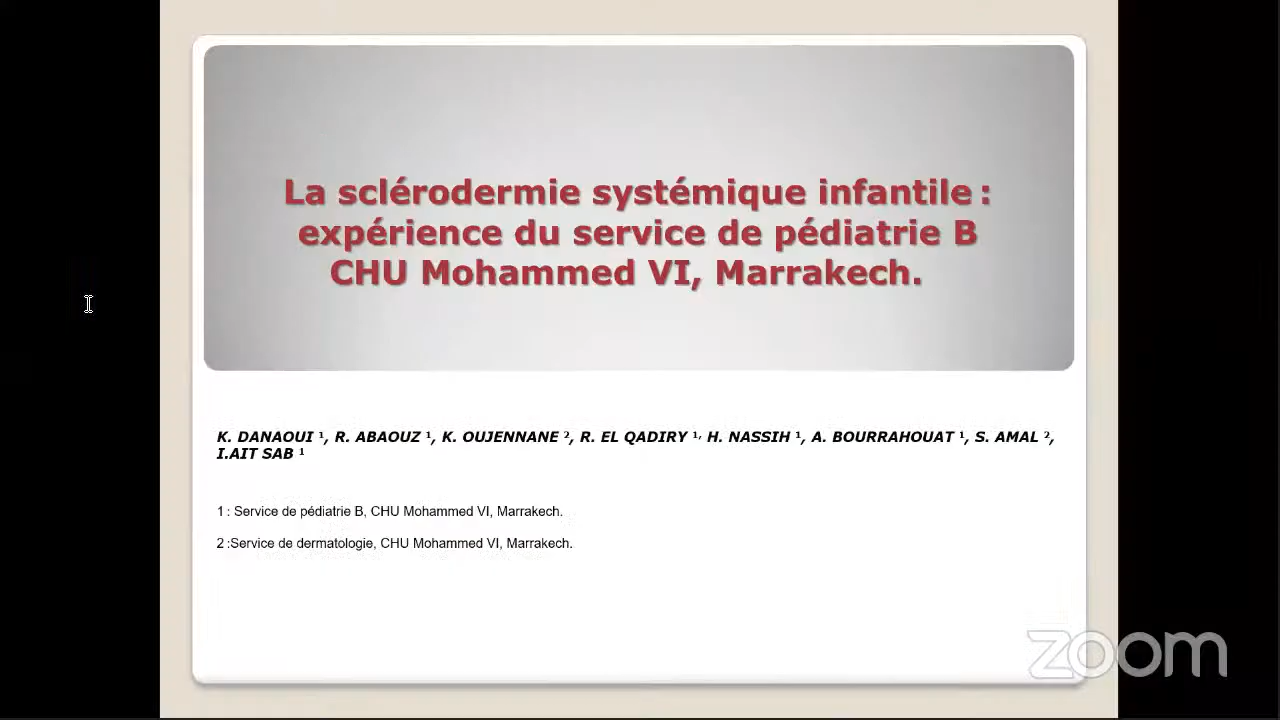 La sclérodermie systémique infantile :
expérience du service de pédiatrie B
CHU Mohammed VI, Marrakech.
K. DANAOUI ¹, R. ABAOUZ ¹, K. OUJENNANE ², R. EL QADIRY ¹, H. NASSIH ¹, A. BOURRAHOUAT ¹, S. AMAL ²,
I.AIT SAB ¹
1 : Service de pédiatrie B, CHU Mohammed VI, Marrakech.
2 :Service de dermatologie, CHU Mohammed VI, Marrakech.
zoom